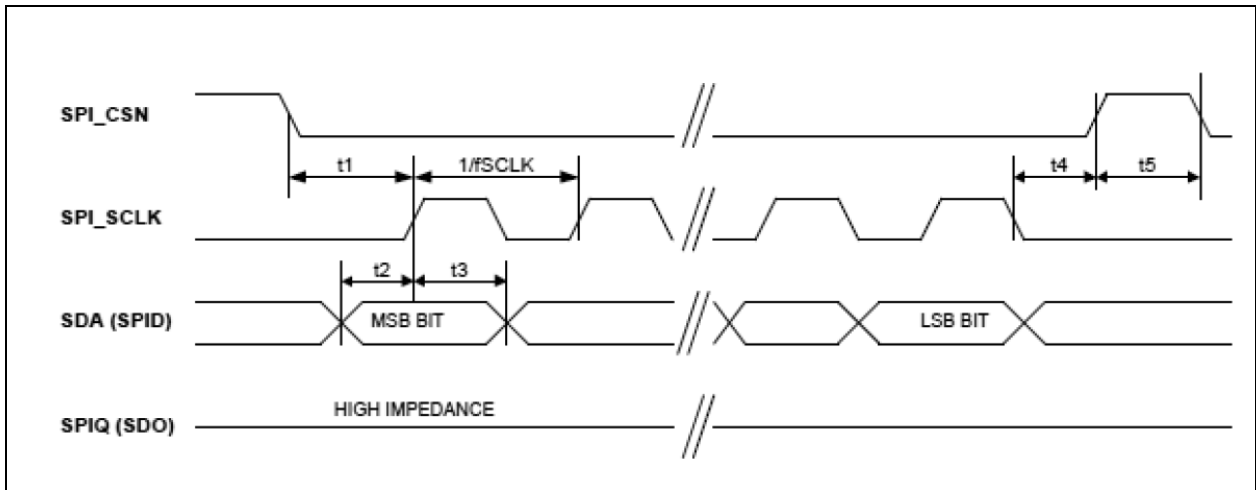 SPI_CSN
t1
1/fSCLK
t4
t5
SPI_SCLK
t2
t3
SDA (SPID)
MSB BIT
LSB BIT
HIGH IMPEDANCE
SPIQ (SDO)